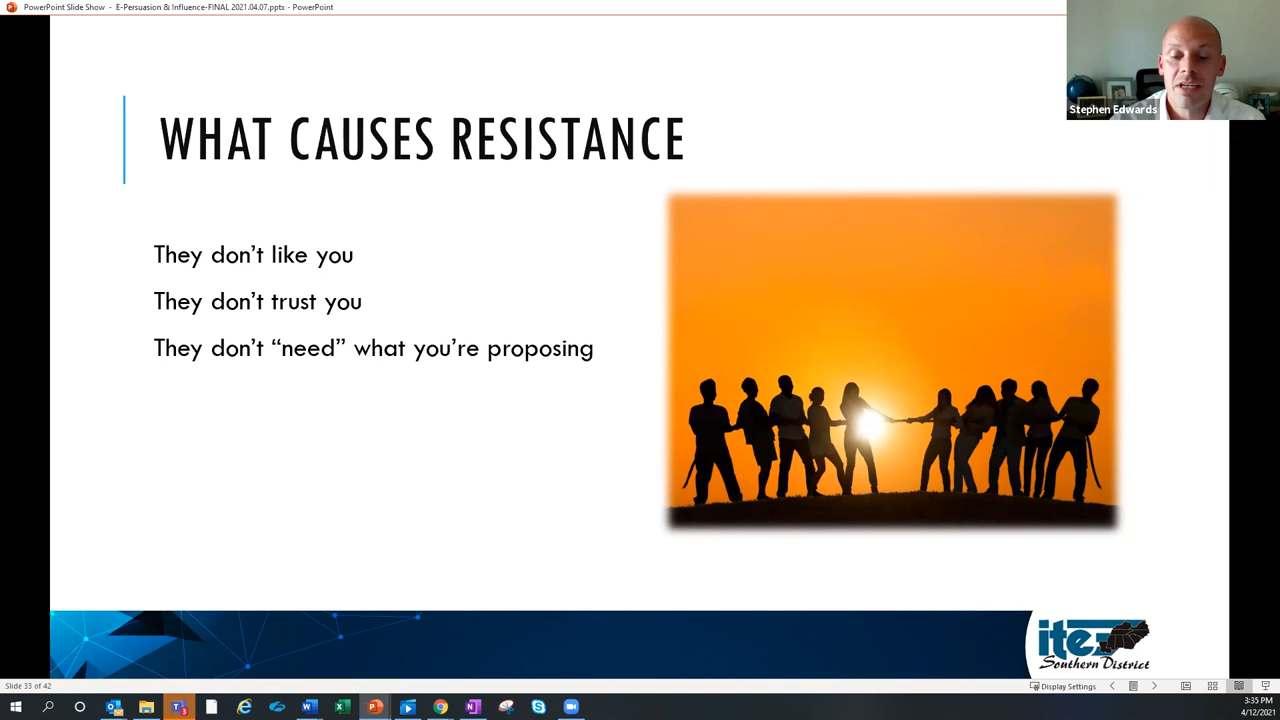 PowerPoint Slide Show - E-Persuasion & Influence-FINAL 2021.04.07.pptx - PowerPoint
Stephen Edwards
WHAT CAUSES RESISTANCE
They don't like you
They don't trust you
They don't “need” what you're proposing
ite
Southern District
Slide 33 of 42
Display Settings
3:35 PM
4/12/2021